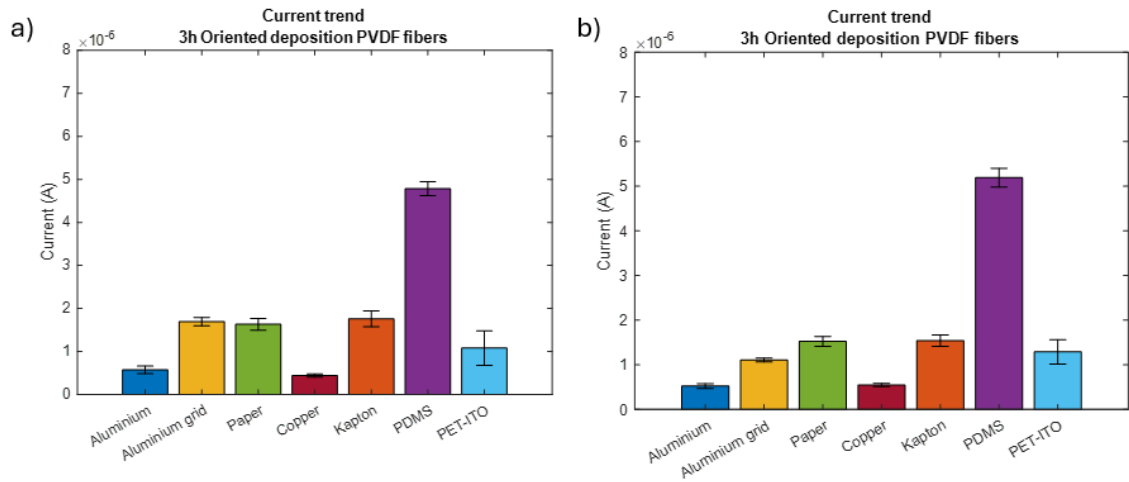 a)
Current trend
3h Oriented deposition PVDF fibers
×10⁻⁶
8
7
6
5
4
3
2
1
0
Current (A)
Aluminium
Aluminium grid
Paper
Copper
Kapton
PDMS
PET-ITO
b)
Current trend
3h Oriented deposition PVDF fibers
×10⁻⁶
8
7
6
5
4
3
2
1
0
Current (A)
Aluminium
Aluminium grid
Paper
Copper
Kapton
PDMS
PET-ITO